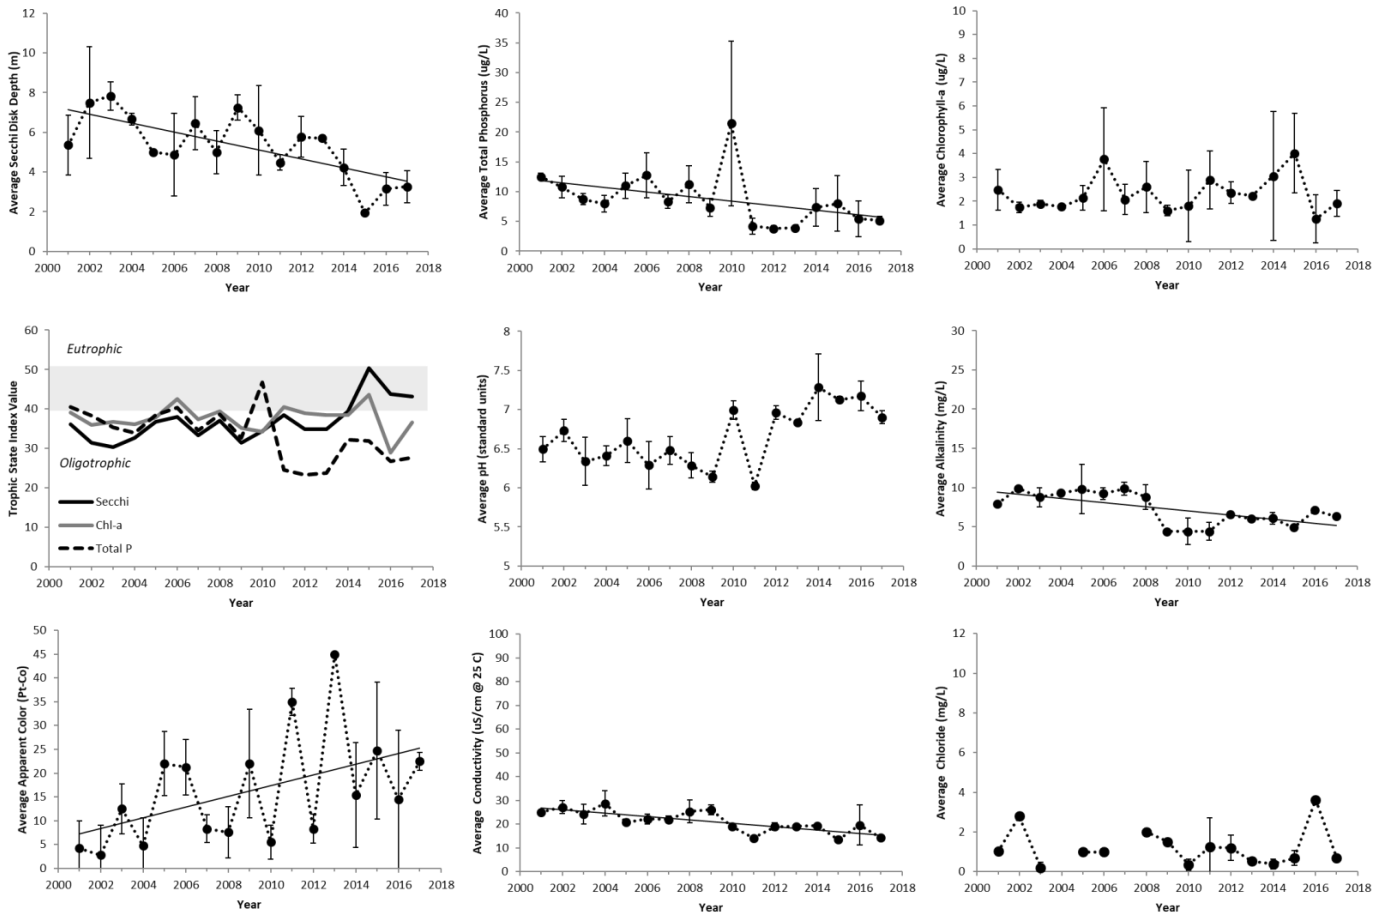 Average Secchi Disk Depth (m)
12
10
8
6
4
2
0
2000 2002 2004 2006 2008 2010 2012 2014 2016 2018
Year
Average Total Phosphorus (ug/L)
40
35
30
25
20
15
10
5
0
2000 2002 2004 2006 2008 2010 2012 2014 2016 2018
Year
Average Chlorophyll-a (ug/L)
10
9
8
7
6
5
4
3
2
1
0
2000 2002 2004 2006 2008 2010 2012 2014 2016 2018
Year
Trophic State Index Value
60
50
40
30
20
10
0
Eutrophic
Oligotrophic
Secchi
Chl-a
Total P
2000 2002 2004 2006 2008 2010 2012 2014 2016 2018
Year
Average pH (standard units)
8
7.5
7
6.5
6
5.5
5
2000 2002 2004 2006 2008 2010 2012 2014 2016 2018
Year
Average Alkalinity (mg/L)
30
25
20
15
10
5
0
2000 2002 2004 2006 2008 2010 2012 2014 2016 2018
Year
Average Apparent Color (Pt-Co)
50
45
40
35
30
25
20
15
10
5
0
2000 2002 2004 2006 2008 2010 2012 2014 2016 2018
Year
Average Conductivity (uS/cm @ 25 C)
100
90
80
70
60
50
40
30
20
10
0
2000 2002 2004 2006 2008 2010 2012 2014 2016 2018
Year
Average Chloride (mg/L)
12
10
8
6
4
2
0
2000 2002 2004 2006 2008 2010 2012 2014 2016 2018
Year